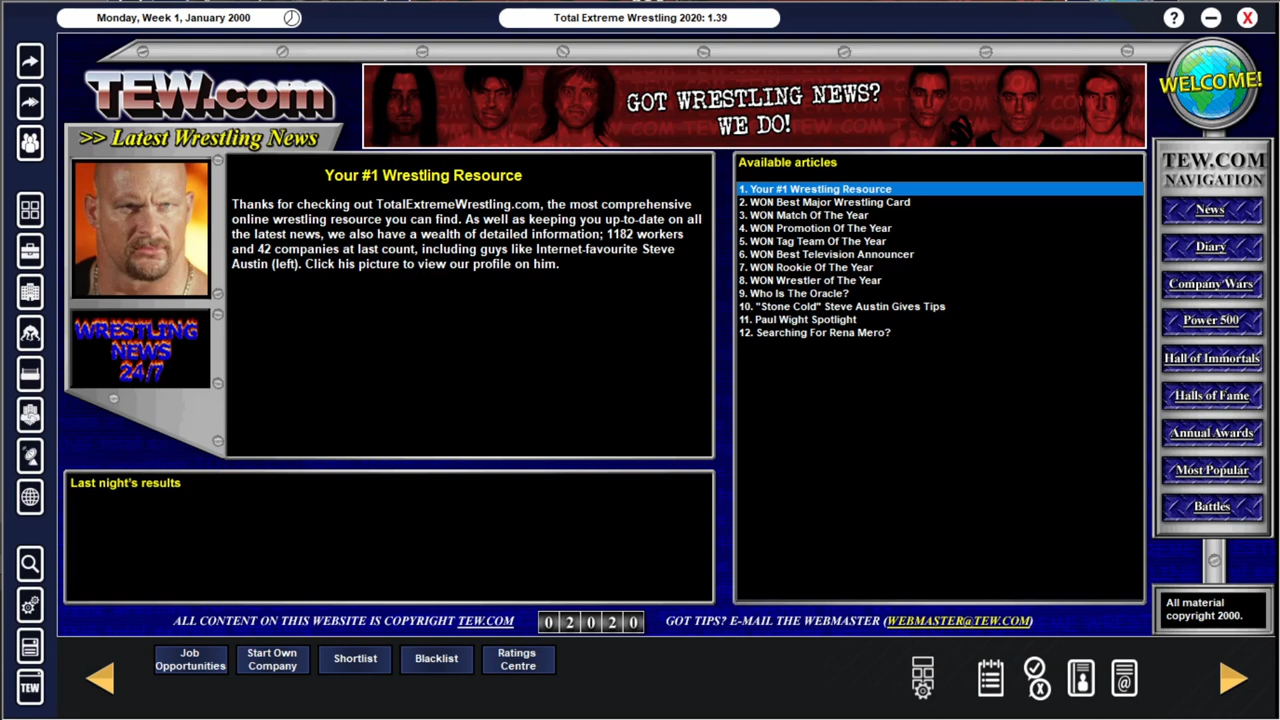 Monday, Week 1, January 2000
Total Extreme Wrestling 2020: 1.39
?
X
TEW.com
>> Latest Wrestling News
GOT WRESTLING NEWS?
WE DO!
WELCOME!
Your #1 Wrestling Resource
Thanks for checking out TotalExtremeWrestling.com, the most comprehensive
online wrestling resource you can find. As well as keeping you up-to-date on all
the latest news, we also have a wealth of detailed information; 1182 workers
and 42 companies at last count, including guys like Internet-favourite Steve
Austin (left). Click his picture to view our profile on him.
WRESTLING
NEWS
24/7
Last night's results
Available articles
1. Your #1 Wrestling Resource
2. WON Best Major Wrestling Card
3. WON Match Of The Year
4. WON Promotion Of The Year
5. WON Tag Team Of The Year
6. WON Best Television Announcer
7. WON Rookie Of The Year
8. WON Wrestler of The Year
9. Who Is The Oracle?
10. "Stone Cold" Steve Austin Gives Tips
11. Paul Wight Spotlight
12. Searching For Rena Mero?
TEW.COM
NAVIGATION
News
Diary
Company Wars
Power 500
Hall of Immortals
Halls of Fame
Annual Awards
Most Popular
Battles
All material
copyright 2000.
ALL CONTENT ON THIS WEBSITE IS COPYRIGHT TEW.COM
0 2 0 2 0
GOT TIPS? E-MAIL THE WEBMASTER (WEBMASTER@TEW.COM)
TEW
Job
Opportunities
Start Own
Company
Shortlist
Blacklist
Ratings
Centre
@